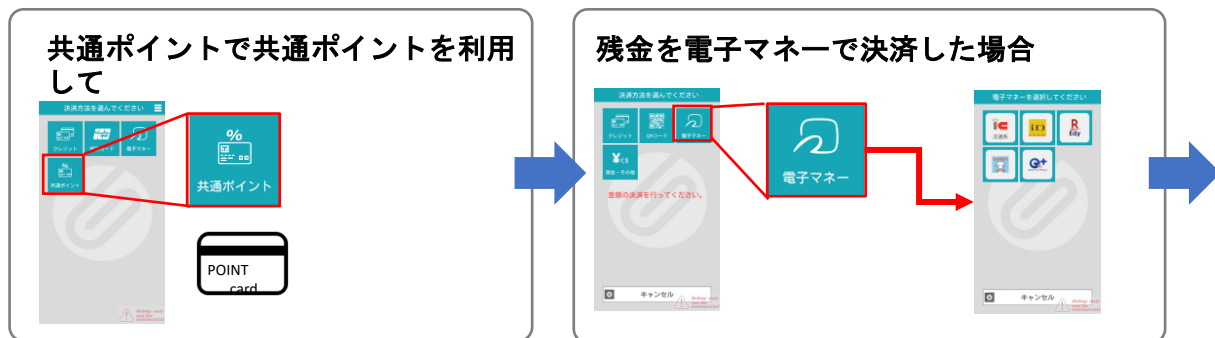 共通ポイントで共通ポイントを利用
して
決済方法を選んでください
クレジット
電子マネー
共通ポイント
%
共通ポイント
POINT
card
残金を電子マネーで決済した場合
決済方法を選んでください
クレジット
QRコード
電子マネー
現金・その他
差額の決済を行ってください。
キャンセル
電子マネー
電子マネーを選択してください
交通系
iD
R
Edy
キャンセル